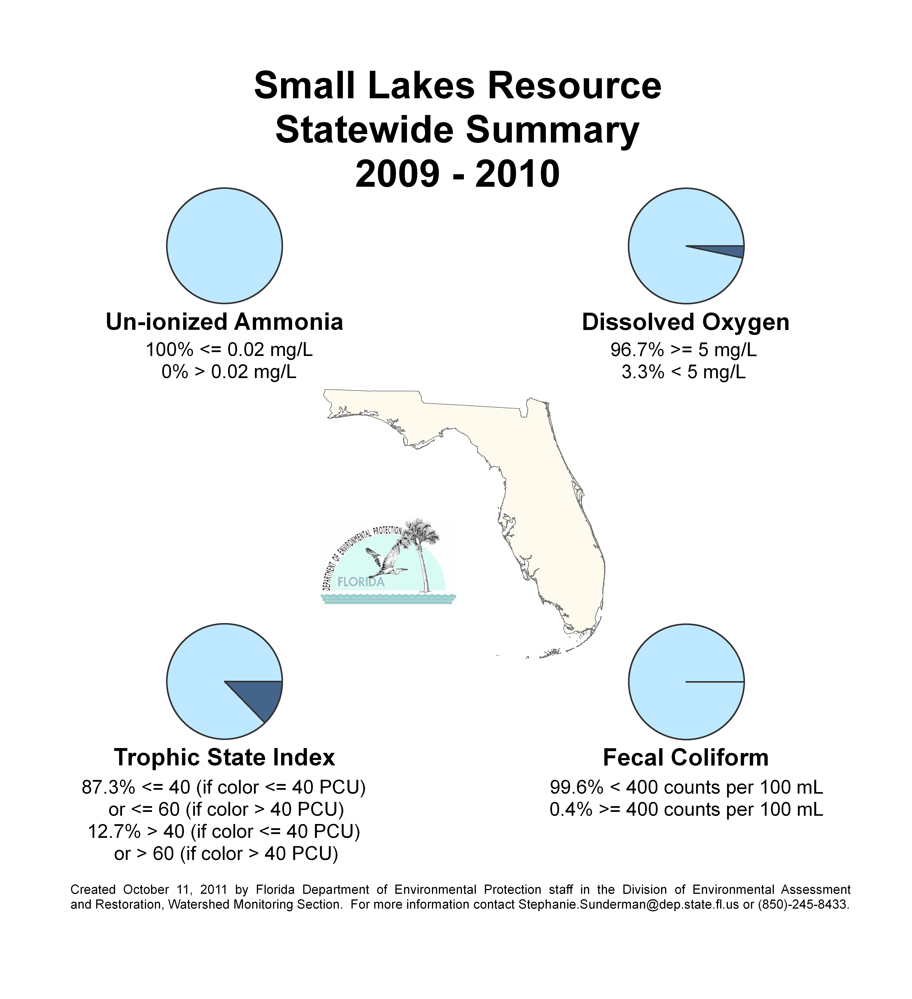 Small Lakes Resource
Statewide Summary
2009 - 2010
Un-ionized Ammonia
100% <= 0.02 mg/L
0% > 0.02 mg/L
Dissolved Oxygen
96.7% >= 5 mg/L
3.3% < 5 mg/L
DEPARTMENT OF ENVIRONMENTAL PROTECTION
FLORIDA
Trophic State Index
87.3% <= 40 (if color <= 40 PCU)
or <= 60 (if color > 40 PCU)
12.7% > 40 (if color <= 40 PCU)
or > 60 (if color > 40 PCU)
Fecal Coliform
99.6% < 400 counts per 100 mL
0.4% >= 400 counts per 100 mL
Created October 11, 2011 by Florida Department of Environmental Protection staff in the Division of Environmental Assessment
and Restoration, Watershed Monitoring Section.  For more information contact Stephanie.Sunderman@dep.state.fl.us or (850)-245-8433.